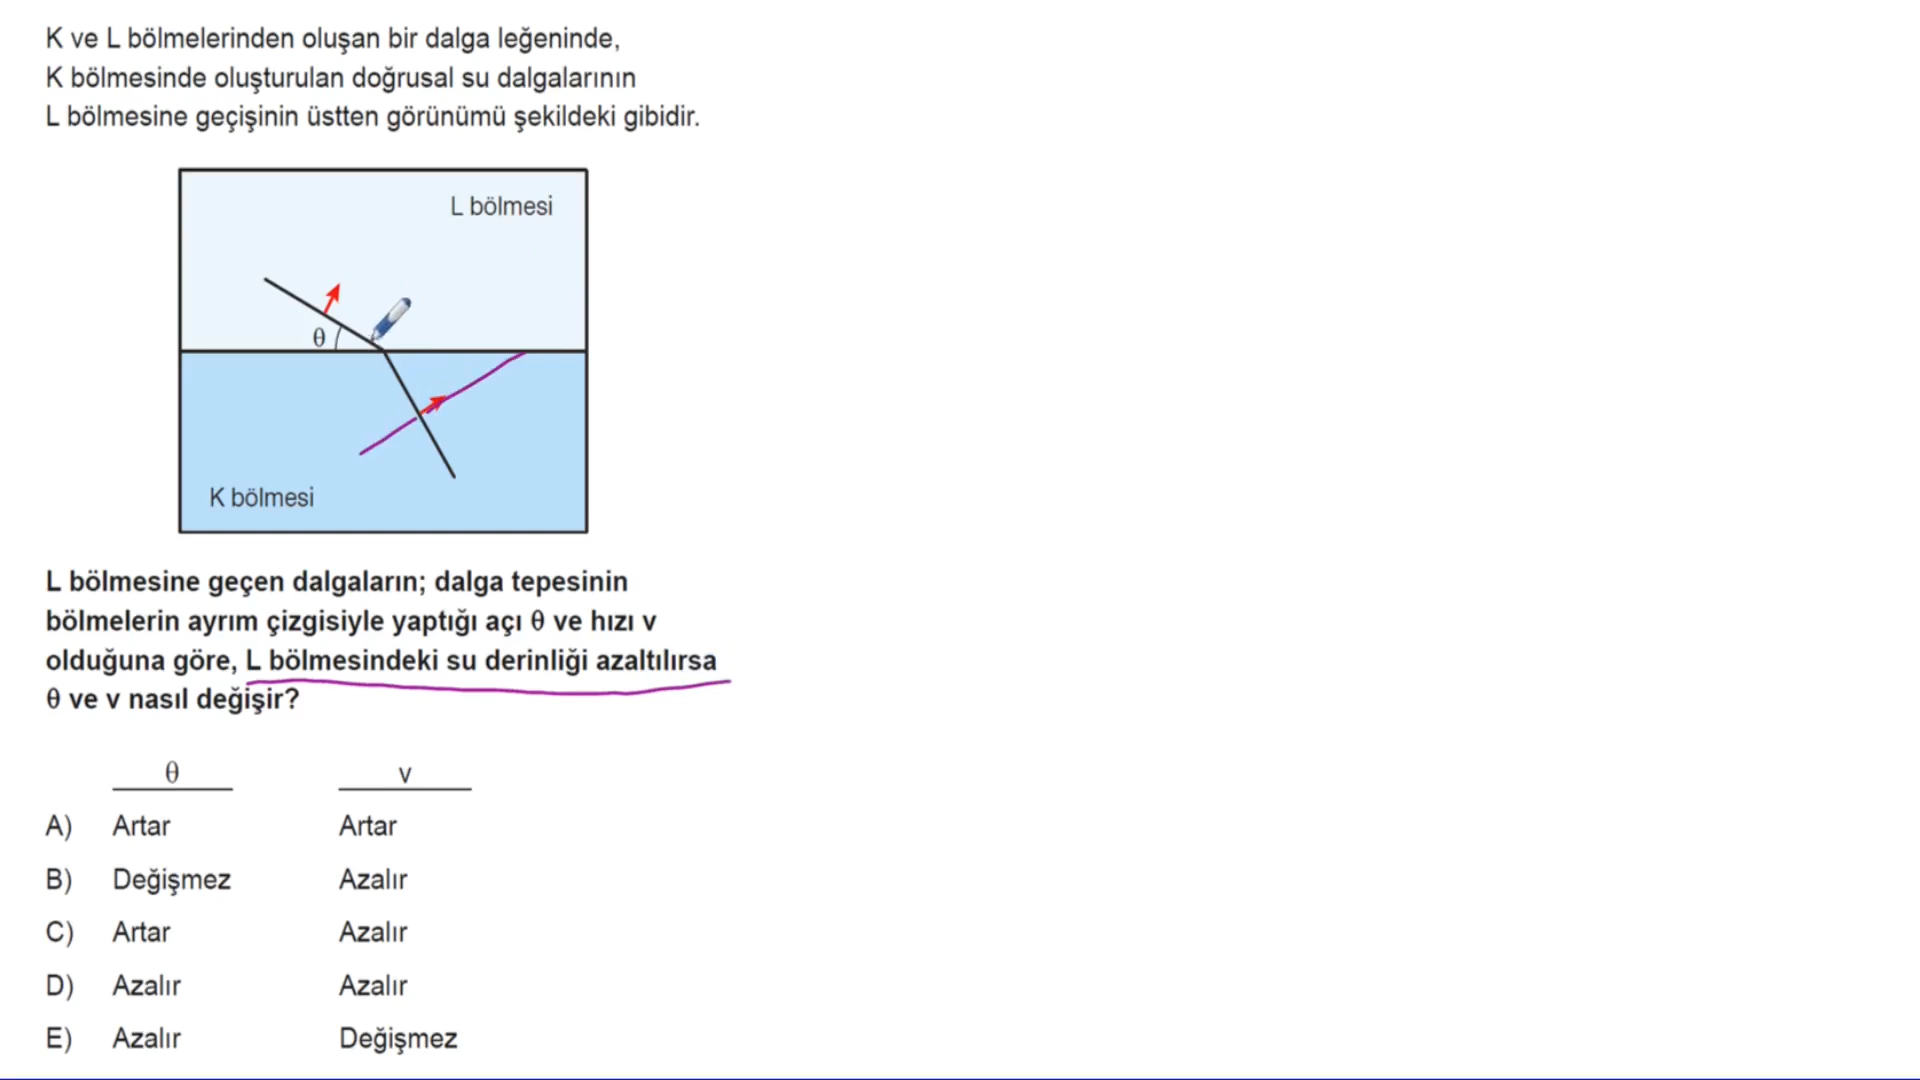 K ve L bölmelerinden oluşan bir dalga leğeninde,
K bölmesinde oluşturulan doğrusal su dalgalarının
L bölmesine geçişinin üstten görünümü şekildeki gibidir.
L bölmesi
θ
K bölmesi
L bölmesine geçen dalgaların; dalga tepesinin
bölmelerin ayrım çizgisiyle yaptığı açı θ ve hızı v
olduğuna göre, L bölmesindeki su derinliği azaltılırsa
θ ve v nasıl değişir?
θ v
A) Artar Artar
B) Değişmez Azalır
C) Artar Azalır
D) Azalır Azalır
E) Azalır Değişmez